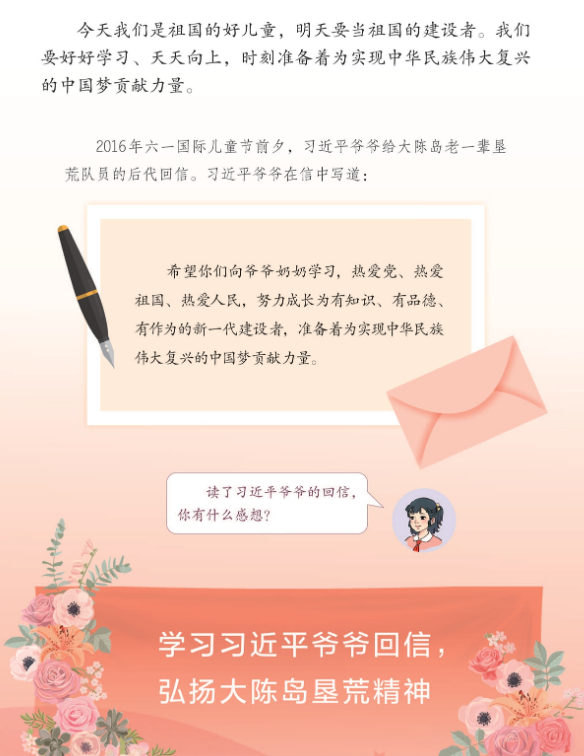 今天我们是祖国的好儿童，明天要当祖国的建设者。我们
要好好学习、天天向上，时刻准备着为实现中华民族伟大复兴
的中国梦贡献力量。
2016年六一国际儿童节前夕，习近平爷爷给大陈岛老一辈垦
荒队员的后代回信。习近平爷爷在信中写道：
希望你们向爷爷奶奶学习，热爱党、热爱
祖国、热爱人民，努力成长为有知识、有品德、
有作为的新一代建设者，准备着为实现中华民族
伟大复兴的中国梦贡献力量。
读了习近平爷爷的回信，
你有什么感想？
学习习近平爷爷回信，
弘扬大陈岛垦荒精神